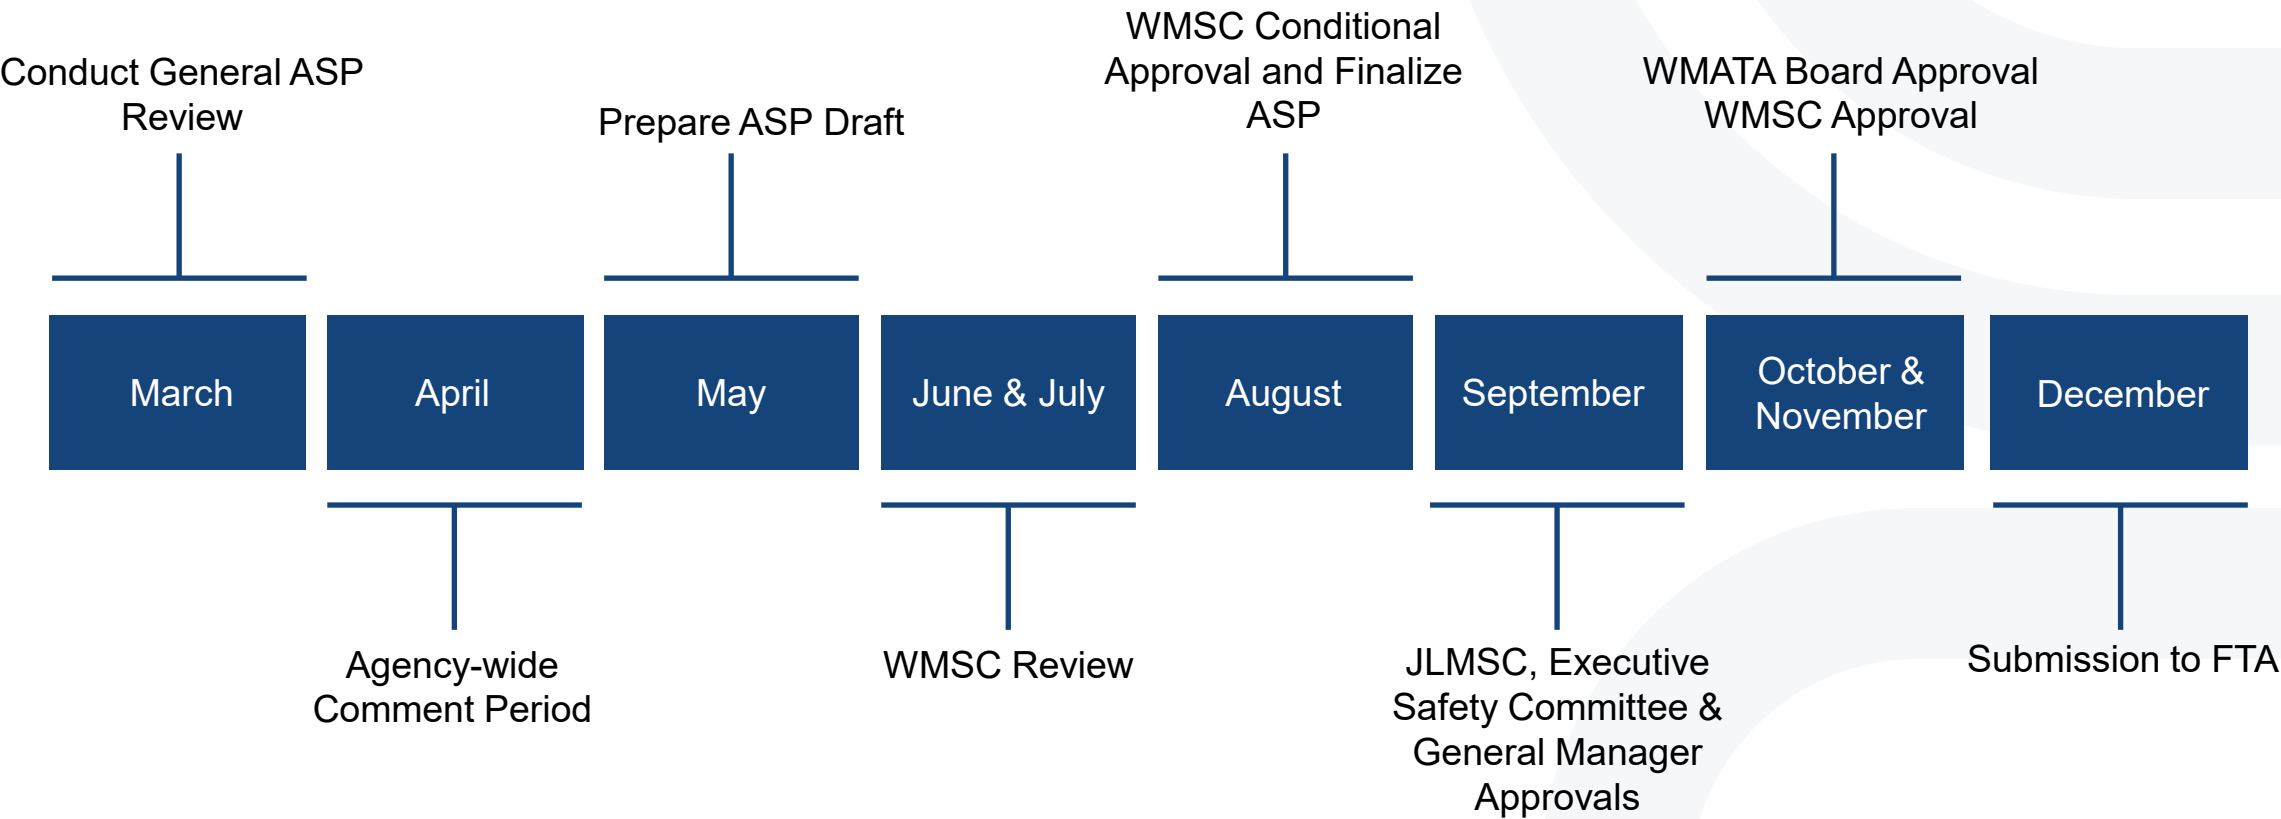 Conduct General ASP
Review
Prepare ASP Draft
WMSC Conditional
Approval and Finalize
ASP
WMATA Board Approval
WMSC Approval
March
April
May
June & July
August
September
October &
November
December
Agency-wide
Comment Period
WMSC Review
JLMSC, Executive
Safety Committee &
General Manager
Approvals
Submission to FTA